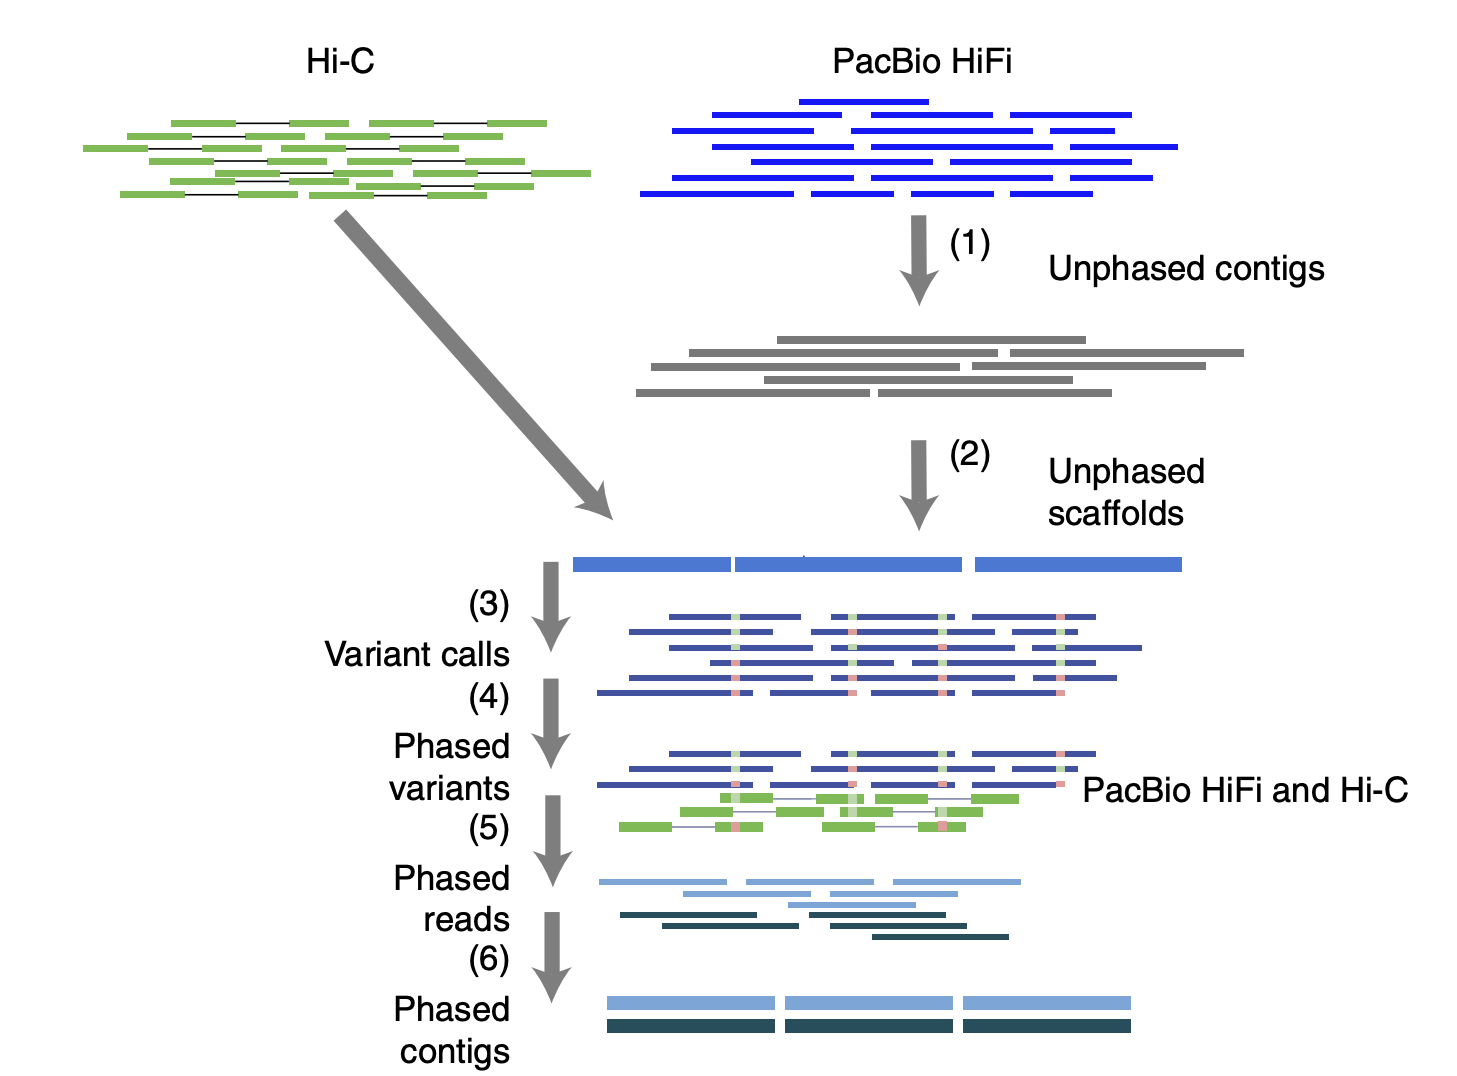 Hi-C
PacBio HiFi
(1)
Unphased contigs
(2)
Unphased
scaffolds
(3)
Variant calls
(4)
Phased
variants
PacBio HiFi and Hi-C
(5)
Phased
reads
(6)
Phased
contigs